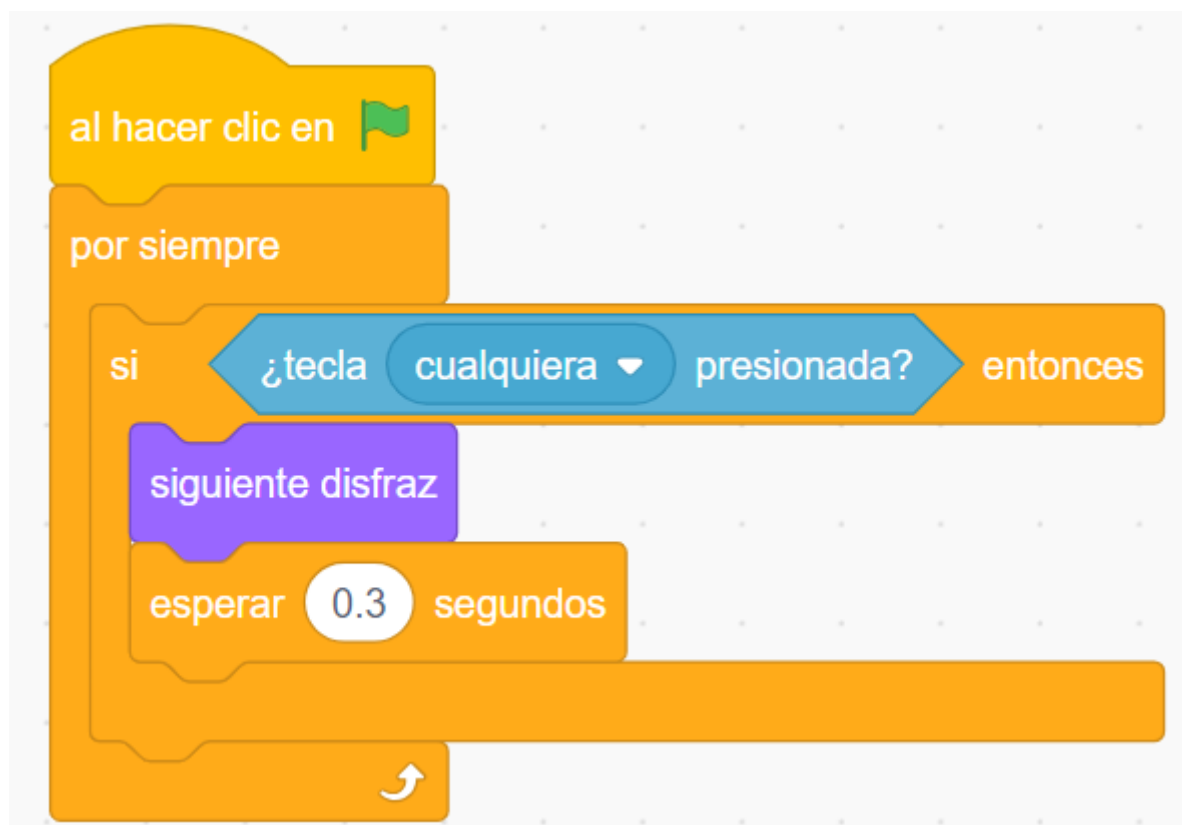 al hacer clic en
por siempre
si ¿tecla cualquiera presionada? entonces
siguiente disfraz
esperar 0.3 segundos